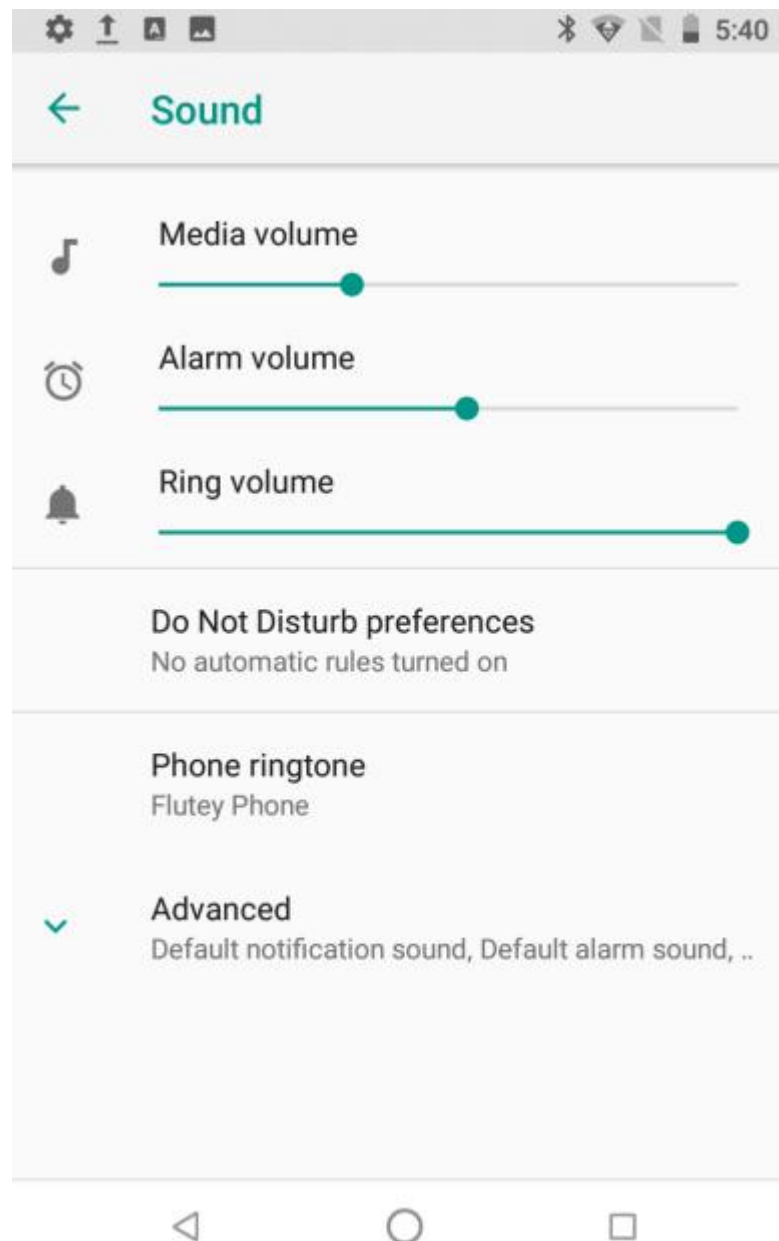 5:40
Sound
Media volume
Alarm volume
Ring volume
Do Not Disturb preferences
No automatic rules turned on
Phone ringtone
Flutey Phone
Advanced
Default notification sound, Default alarm sound, ..